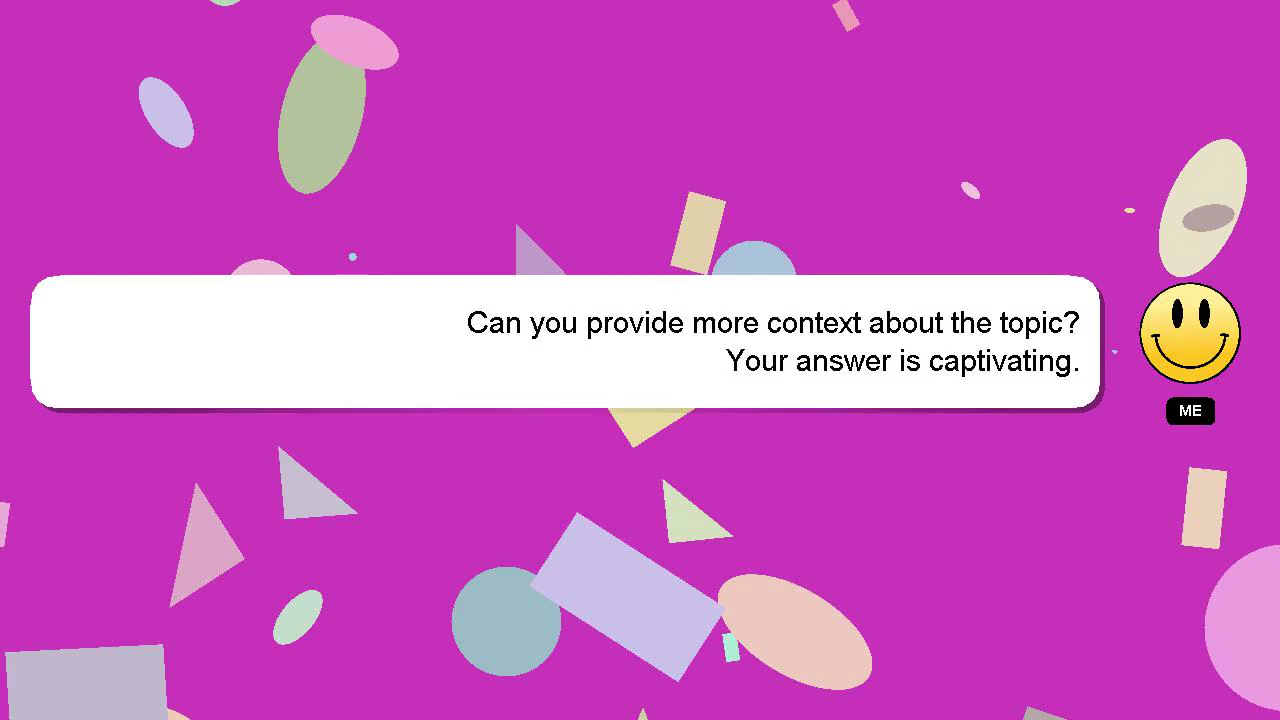 Can you provide more context about the topic?
Your answer is captivating.
ME